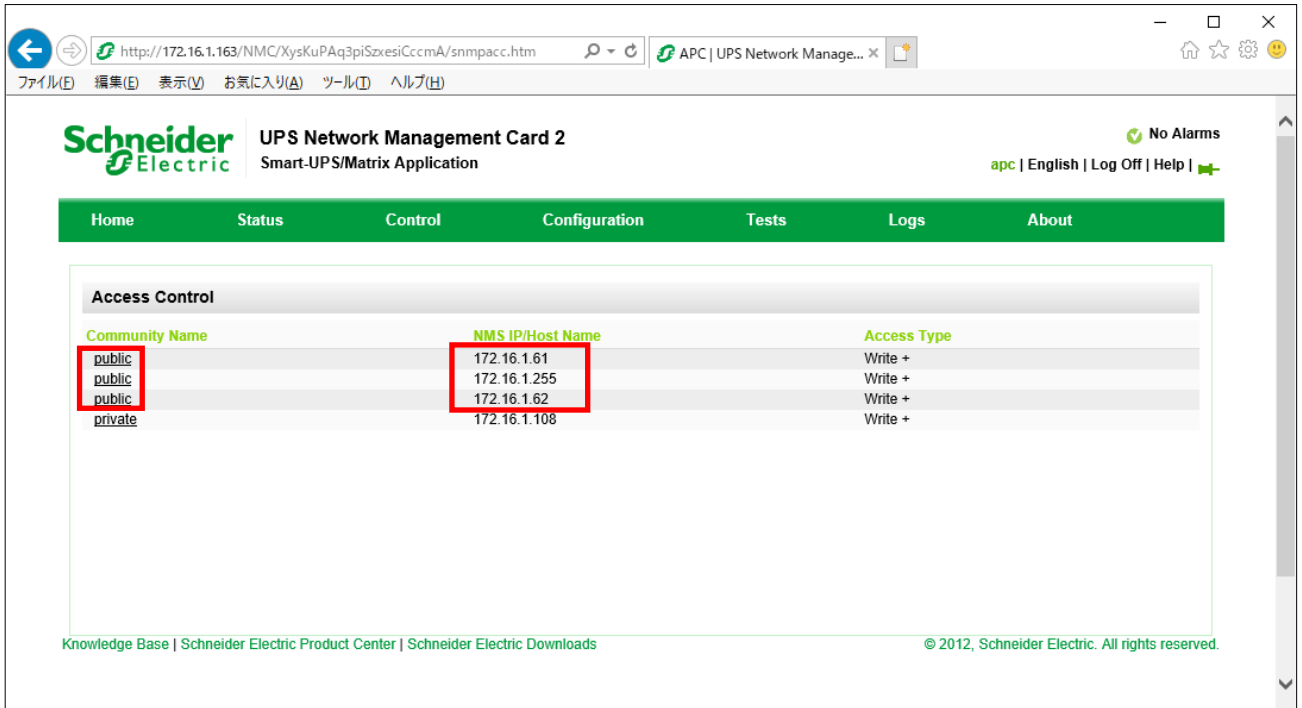 http://172.16.1.163/NMC/XysKuPAq3piSzxesiCccmA/snmpacc.htm APC | UPS Network Manage...
ファイル(F) 編集(E) 表示(V) お気に入り(A) ツール(T) ヘルプ(H)
Schneider Electric
UPS Network Management Card 2
Smart-UPS/Matrix Application
No Alarms
apc | English | Log Off | Help |
Home Status Control Configuration Tests Logs About
Access Control
Community Name NMS IP/Host Name Access Type
public 172.16.1.61 Write +
public 172.16.1.255 Write +
public 172.16.1.62 Write +
private 172.16.1.108 Write +
Knowledge Base | Schneider Electric Product Center | Schneider Electric Downloads © 2012, Schneider Electric. All rights reserved.